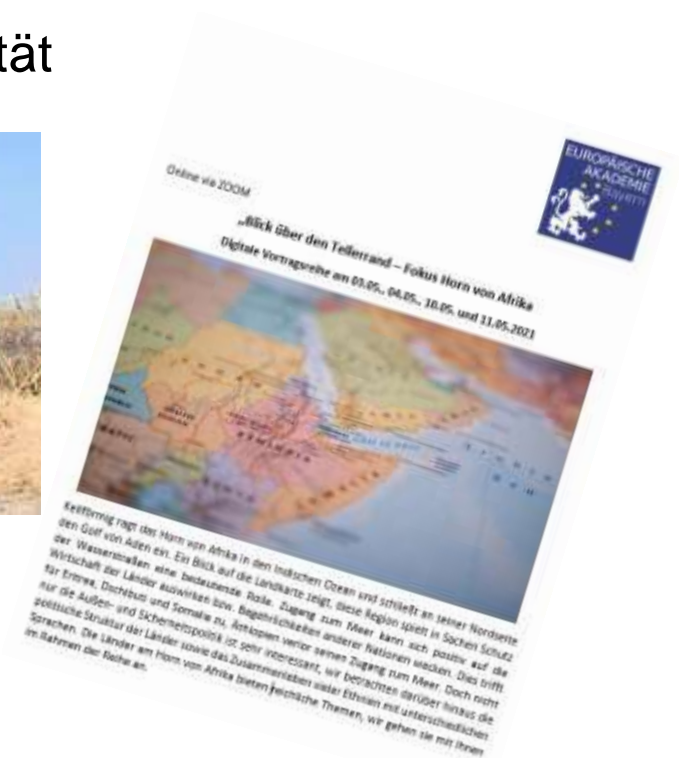 tät
EUROPÄISCHE
AKADEMIE
Bayern
Online via ZOOM
„Blick über den Tellerrand – Fokus Horn von Afrika
Digitale Vortragsreihe am 03.05., 04.05., 10.05. und 11.05.2021
ETHIOPIA
SOMALIA
Keilförmig ragt das Horn von Afrika in den Indischen Ozean und schließt an seiner Nordseite
den Golf von Aden ein. Ein Blick auf die Landkarte zeigt, diese Region spielt in Sachen Schutz
der Wasserstraßen eine bedeutende Rolle. Zugang zum Meer kann sich positiv auf die
Wirtschaft der Länder auswirken bzw. Begehrlichkeiten anderer Nationen wecken. Dies trifft
für Eritrea, Dschibuti und Somalia zu. Äthiopien verlor seinen Zugang zum Meer. Doch nicht
nur die Außen- und Sicherheitspolitik ist sehr interessant, wir betrachten darüber hinaus die
politische Struktur der Länder sowie das Zusammenleben vieler Ethnien mit unterschiedlichen
Sprachen. Die Länder am Horn von Afrika bieten reichliche Themen, wir gehen sie mit Ihnen
im Rahmen der Reihe an.